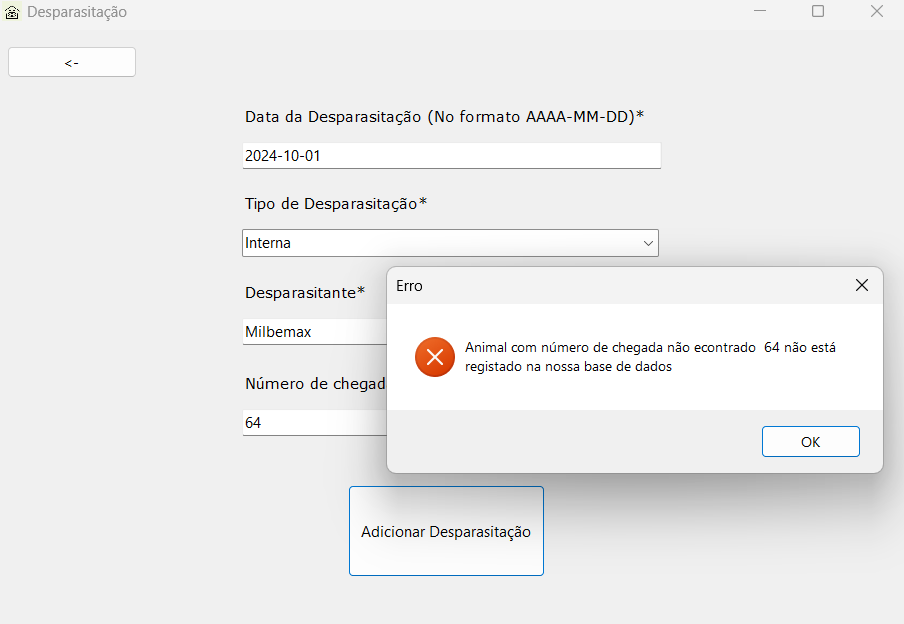 Desparasitação
<-
Data da Desparasitação (No formato AAAA-MM-DD)*
2024-10-01
Tipo de Desparasitação*
Interna
Desparasitante*
Milbemax
Número de chegad
64
Erro
Animal com número de chegada não econtrado  64 não está
registado na nossa base de dados
OK
Adicionar Desparasitação